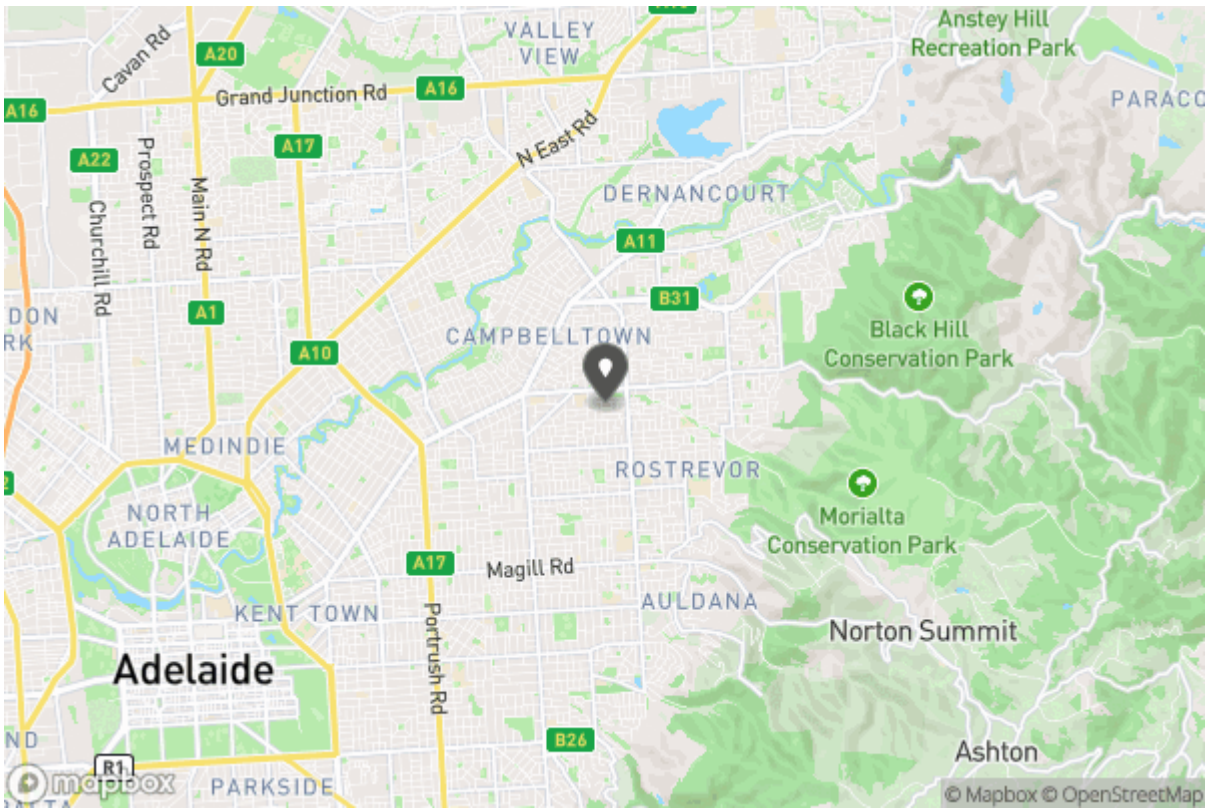 Cavan Rd
A20
VALLEY
VIEW
Anstey Hill
Recreation Park
A16
Grand Junction Rd
A16
PARACO
A22
Prospect Rd
A17
N East Rd
Main N Rd
Churchill Rd
DERNANCOURT
A11
A1
B31
Black Hill
Conservation Park
DON
RK
CAMPBELLTOWN
A10
MEDINDIE
ROSTREVOR
NORTH
ADELAIDE
Morialta
Conservation Park
A17
Magill Rd
KENT TOWN
AULDANA
Portrush Rd
Norton Summit
Adelaide
B26
ND
R1
Ashton
mapbox
PARKSIDE
© Mapbox © OpenStreetMap